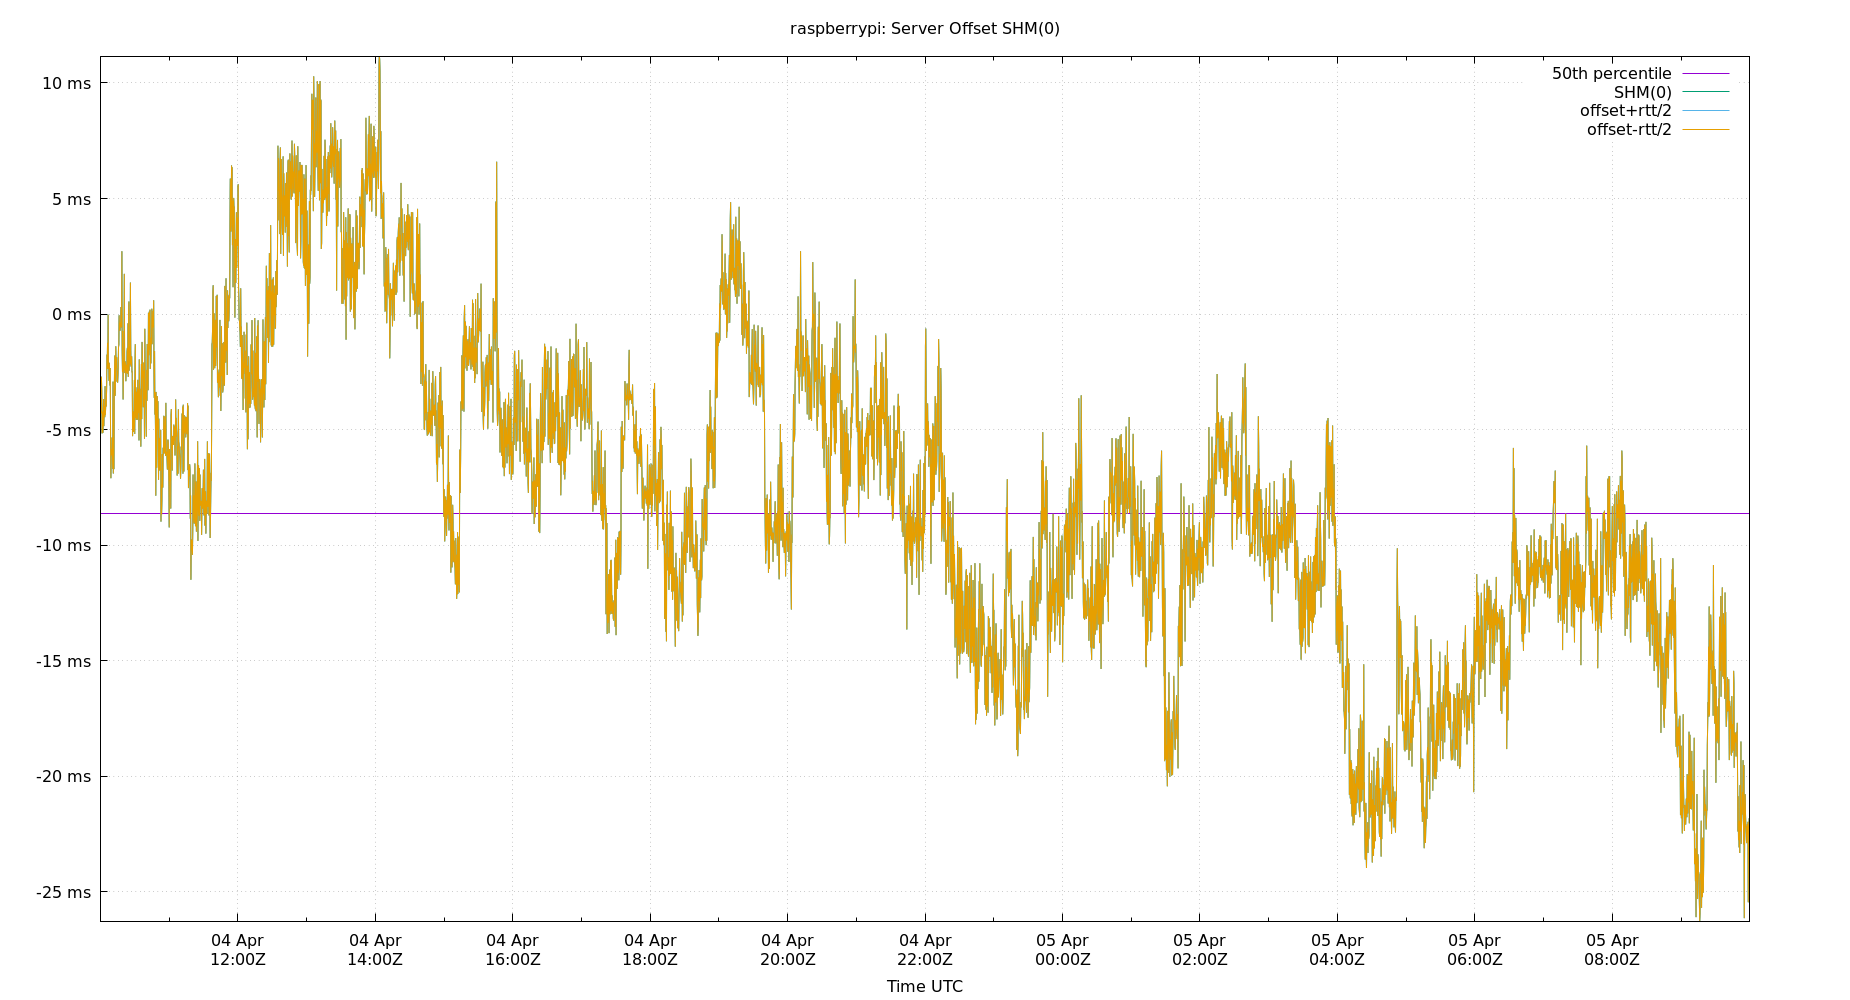 raspberrypi: Server Offset SHM(0)
50th percentile
SHM(0)
offset+rtt/2
offset-rtt/2
10 ms
5 ms
0 ms
-5 ms
-10 ms
-15 ms
-20 ms
-25 ms
04 Apr 04 Apr 04 Apr 04 Apr 04 Apr 04 Apr 05 Apr 05 Apr 05 Apr 05 Apr 05 Apr
12:00Z 14:00Z 16:00Z 18:00Z 20:00Z 22:00Z 00:00Z 02:00Z 04:00Z 06:00Z 08:00Z
Time UTC